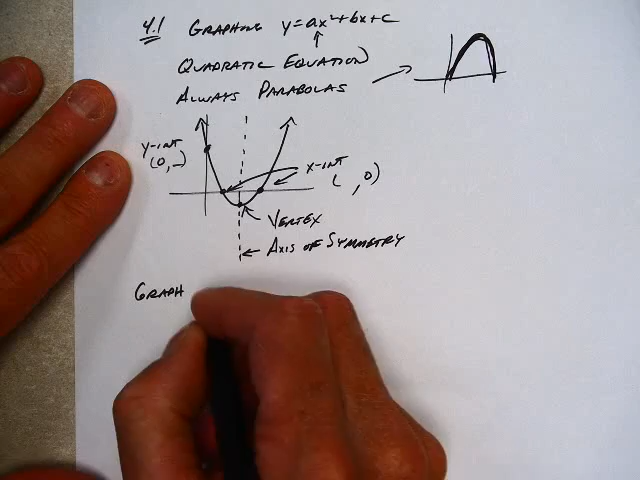 4.1 GRAPHING y=ax²+bx+c
QUADRATIC EQUATION
ALWAYS PARABOLAS
y-INT
(0, )
x-INT
( , 0)
VERTEX
AXIS OF SYMMETRY
GRAPH